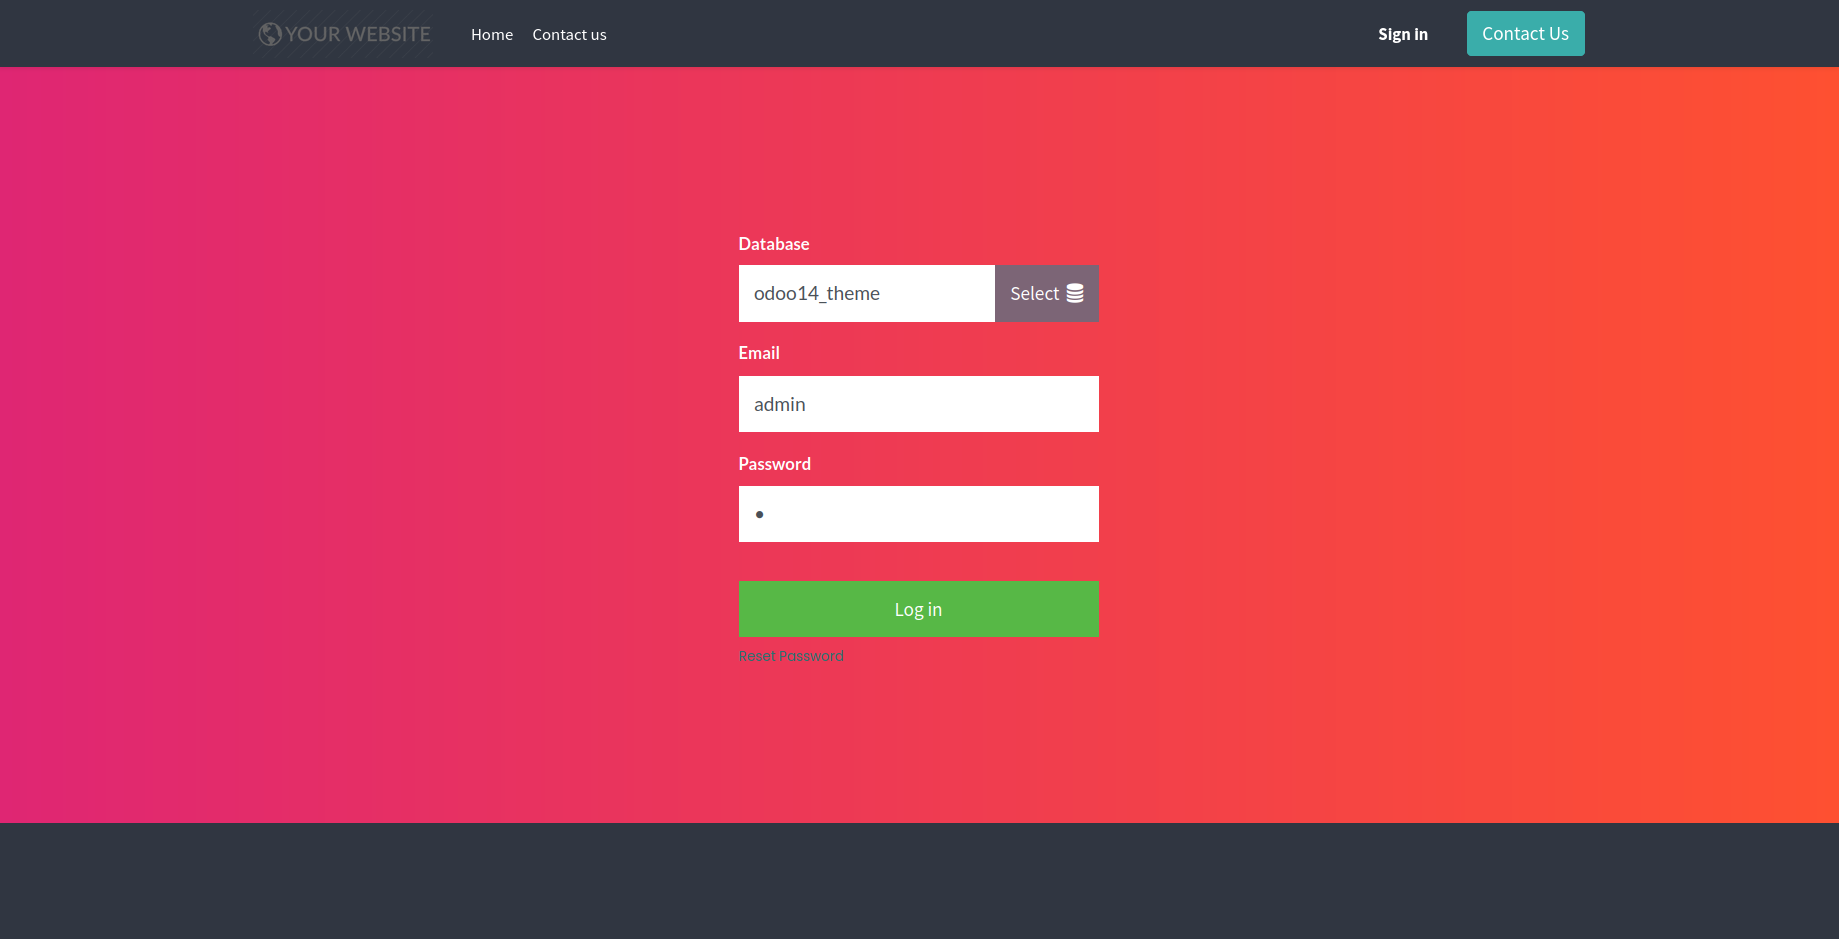 YOUR WEBSITE Home Contact us Sign in Contact Us
Database
odoo14_theme Select
Email
admin
Password
•
Log in
Reset Password